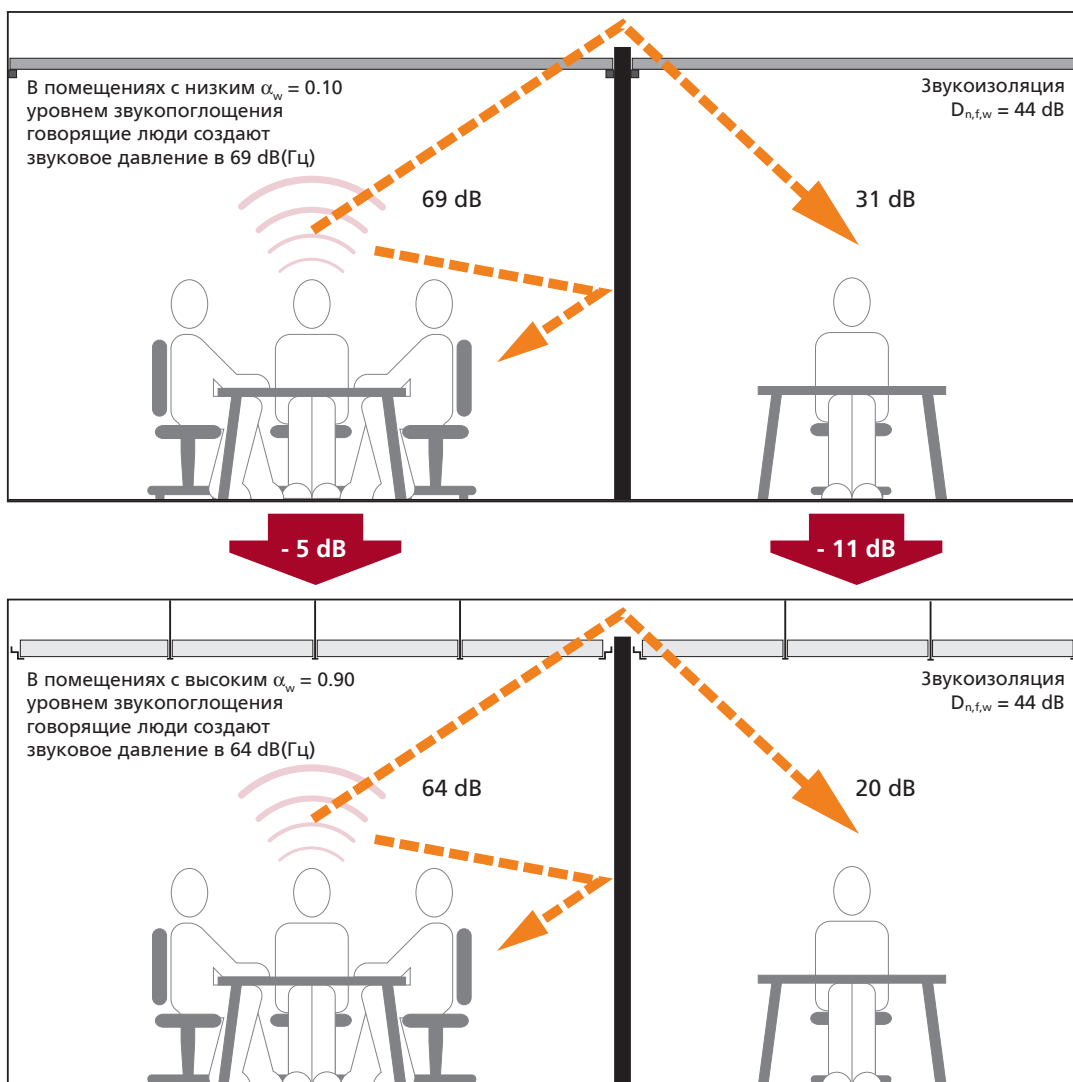 В помещениях с низким αw = 0.10
уровнем звукопоглощения
говорящие люди создают
звуковое давление в 69 dB(Гц)
Звукоизоляция
Dn,f,w = 44 dB
69 dB
31 dB
- 5 dB
- 11 dB
В помещениях с высоким αw = 0.90
уровнем звукопоглощения
говорящие люди создают
звуковое давление в 64 dB(Гц)
Звукоизоляция
Dn,f,w = 44 dB
64 dB
20 dB